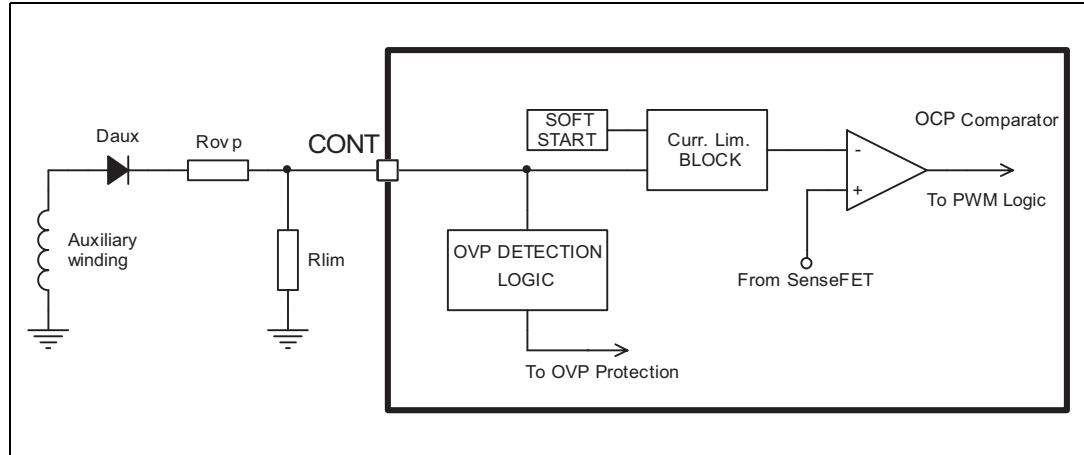 Daux
Rovp
CONT
Auxiliary
winding
Rlim
SOFT
START
Curr. Lim.
BLOCK
OCP Comparator
-
+
To PWM Logic
From SenseFET
OVP DETECTION
LOGIC
To OVP Protection